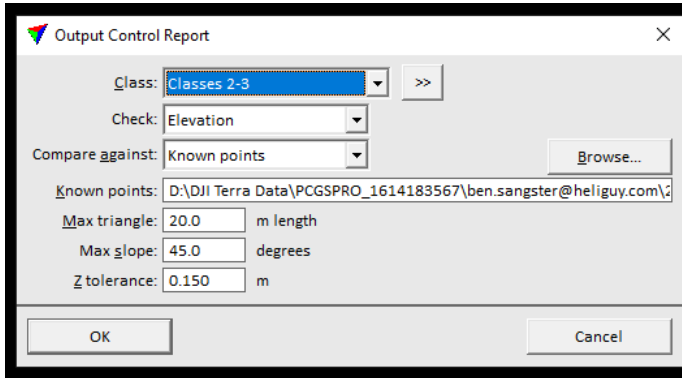 Output Control Report
Class: Classes 2-3 >>
Check: Elevation
Compare against: Known points Browse...
Known points: D:\DJI Terra Data\PCGSPRO_1614183567\ben.sangster@heliguy.com\2
Max triangle: 20.0 m length
Max slope: 45.0 degrees
Z tolerance: 0.150 m
OK Cancel